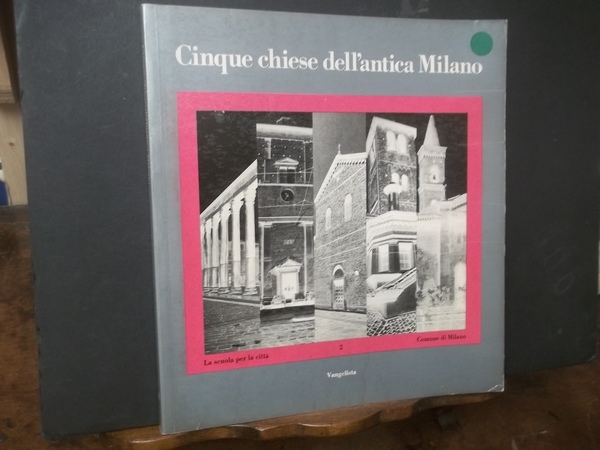 Cinque chiese dell'antica Milano
La scuola per la città
2
Comune di Milano
Vangelista